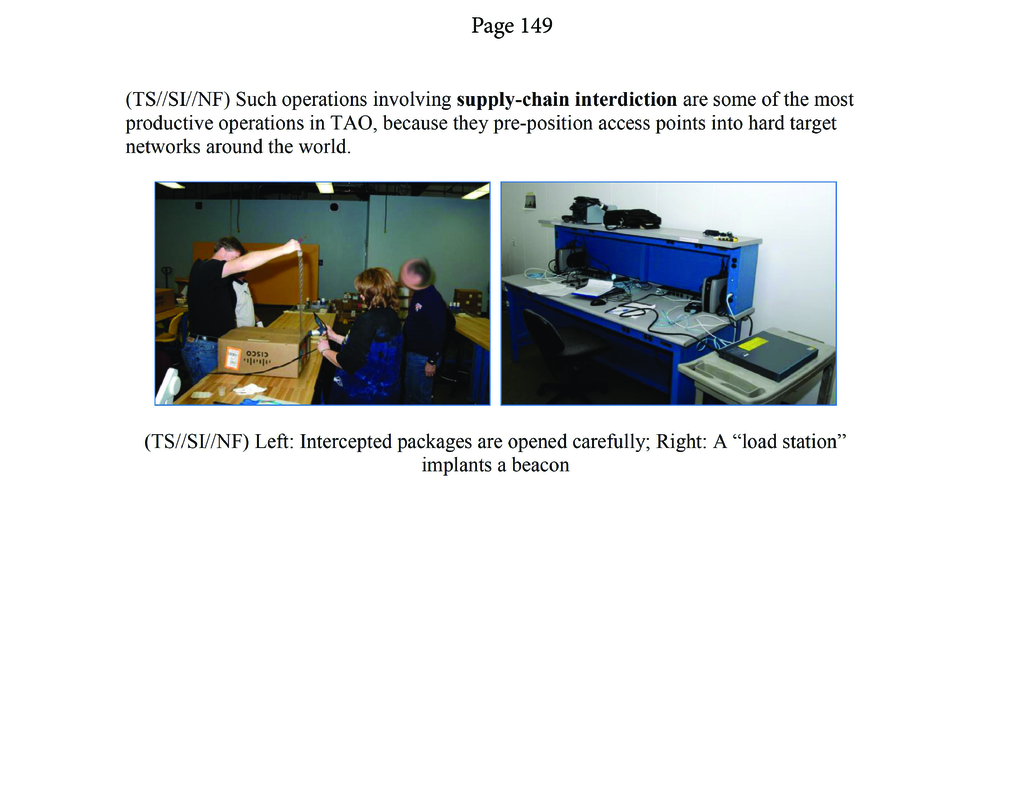 Page 149
(TS//SI//NF) Such operations involving supply-chain interdiction are some of the most
productive operations in TAO, because they pre-position access points into hard target
networks around the world.
CISCO
(TS//SI//NF) Left: Intercepted packages are opened carefully; Right: A “load station”
implants a beacon